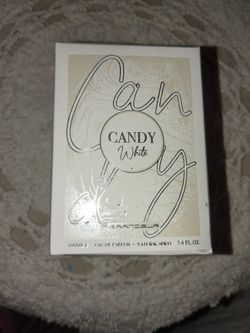 Can
CANDY
White
dy
EAU DE PARFUM - NATURAL SPRAY 3.4 FL.OZ.